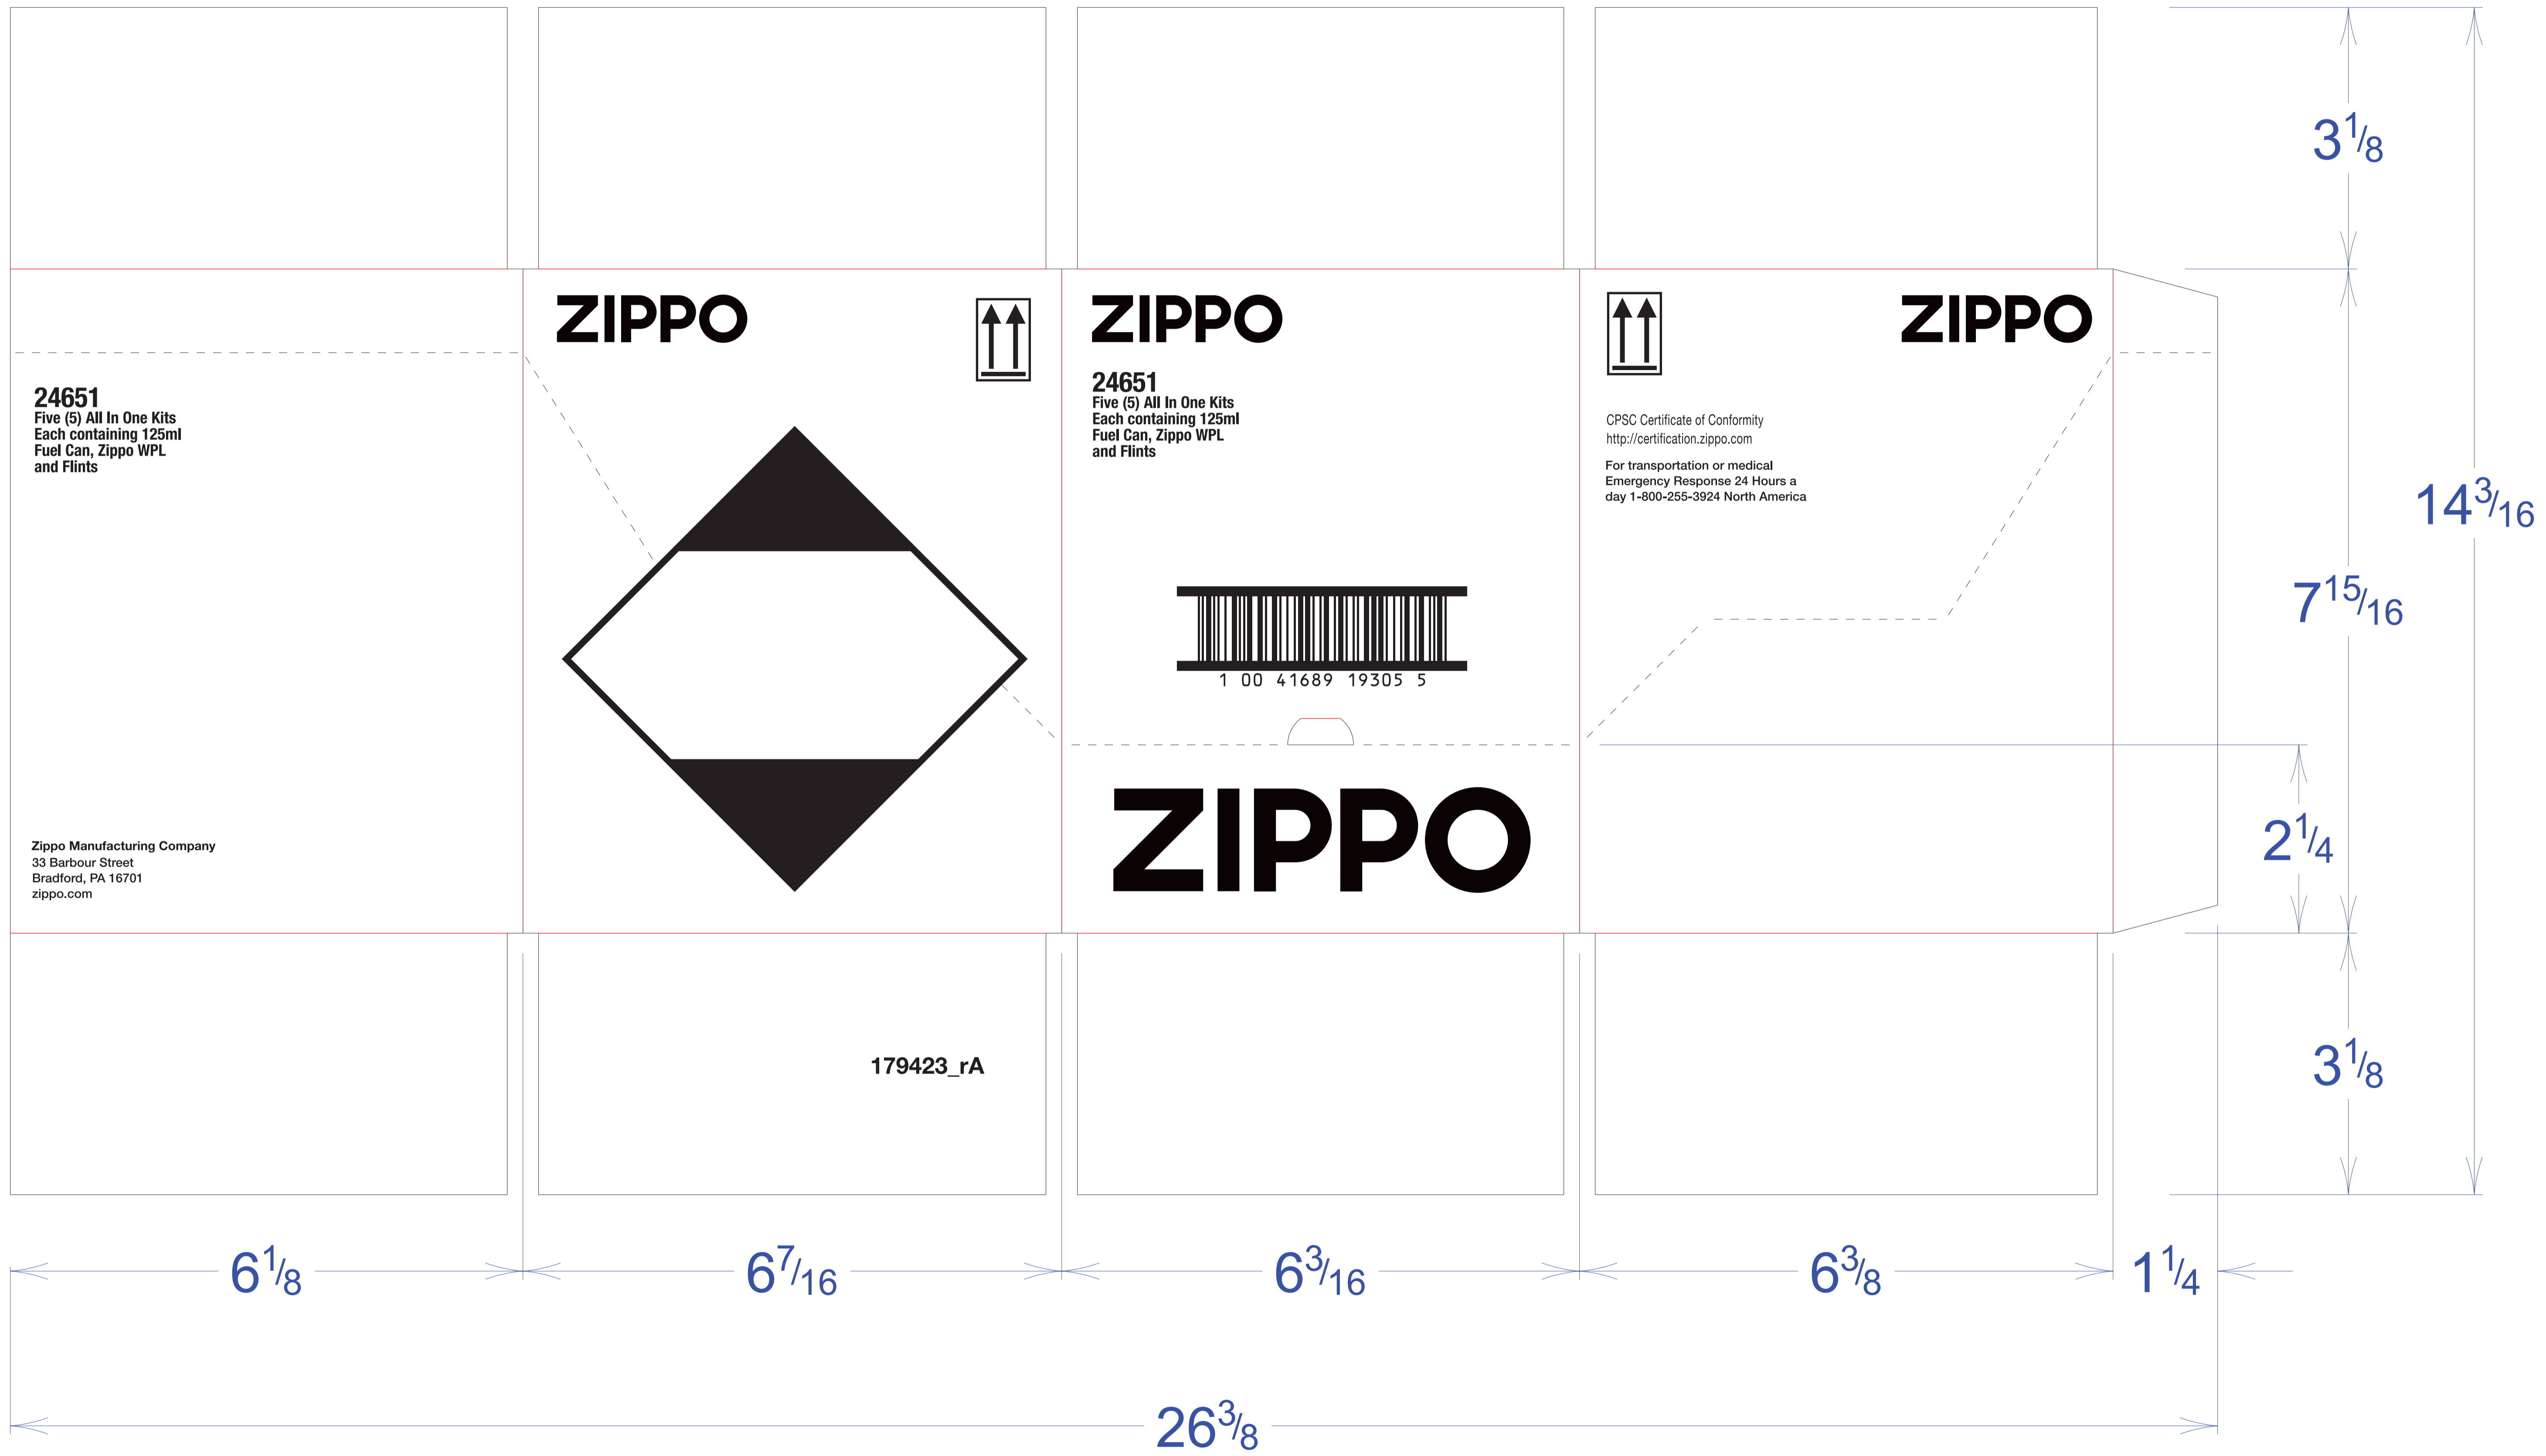 3 1/8
ZIPPO
24651
Five (5) All In One Kits
Each containing 125ml
Fuel Can, Zippo WPL
and Flints
Zippo Manufacturing Company
33 Barbour Street
Bradford, PA 16701
zippo.com
ZIPPO
24651
Five (5) All In One Kits
Each containing 125ml
Fuel Can, Zippo WPL
and Flints
1 00 41689 19305 5
ZIPPO
ZIPPO
CPSC Certificate of Conformity
http://certification.zippo.com
For transportation or medical
Emergency Response 24 Hours a
day 1-800-255-3924 North America
14 3/16
7 15/16
2 1/4
3 1/8
179423_rA
6 1/8
6 7/16
6 3/16
6 3/8
1 1/4
26 3/8